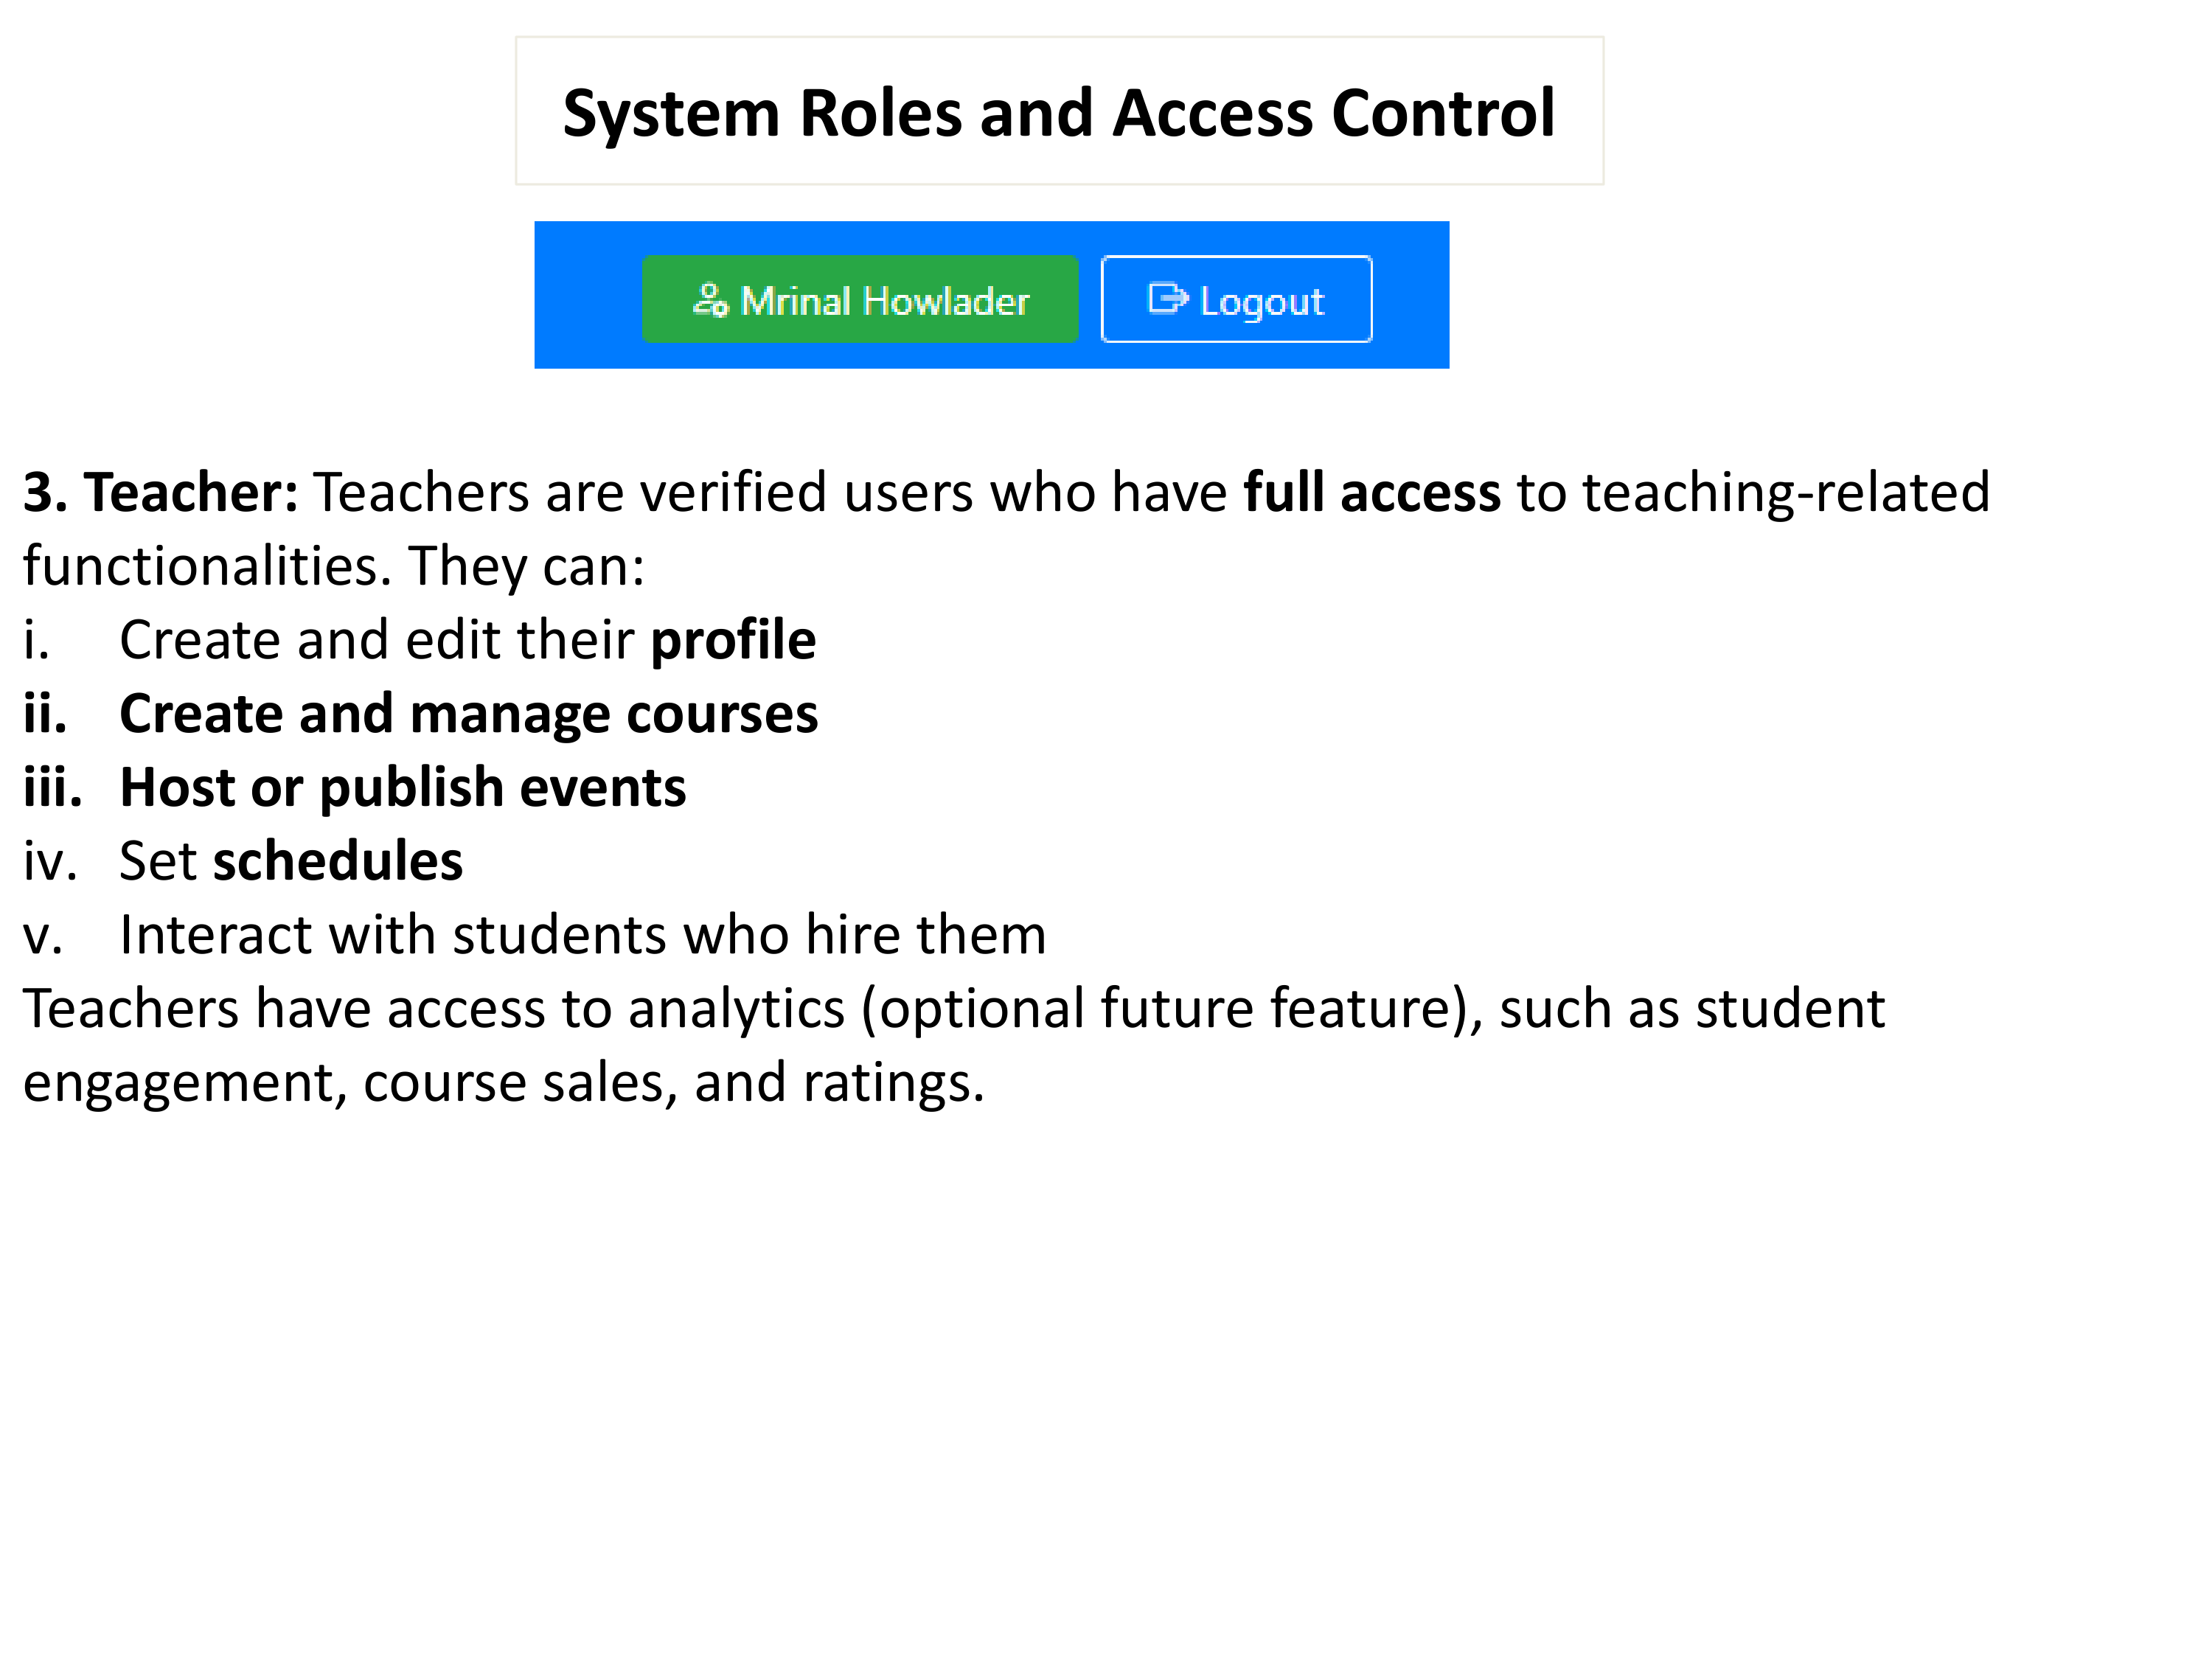 System Roles and Access Control
Mrinal Howlader
Logout
3. Teacher: Teachers are verified users who have full access to teaching-related
functionalities. They can:
i. Create and edit their profile
ii. Create and manage courses
iii. Host or publish events
iv. Set schedules
v. Interact with students who hire them
Teachers have access to analytics (optional future feature), such as student
engagement, course sales, and ratings.